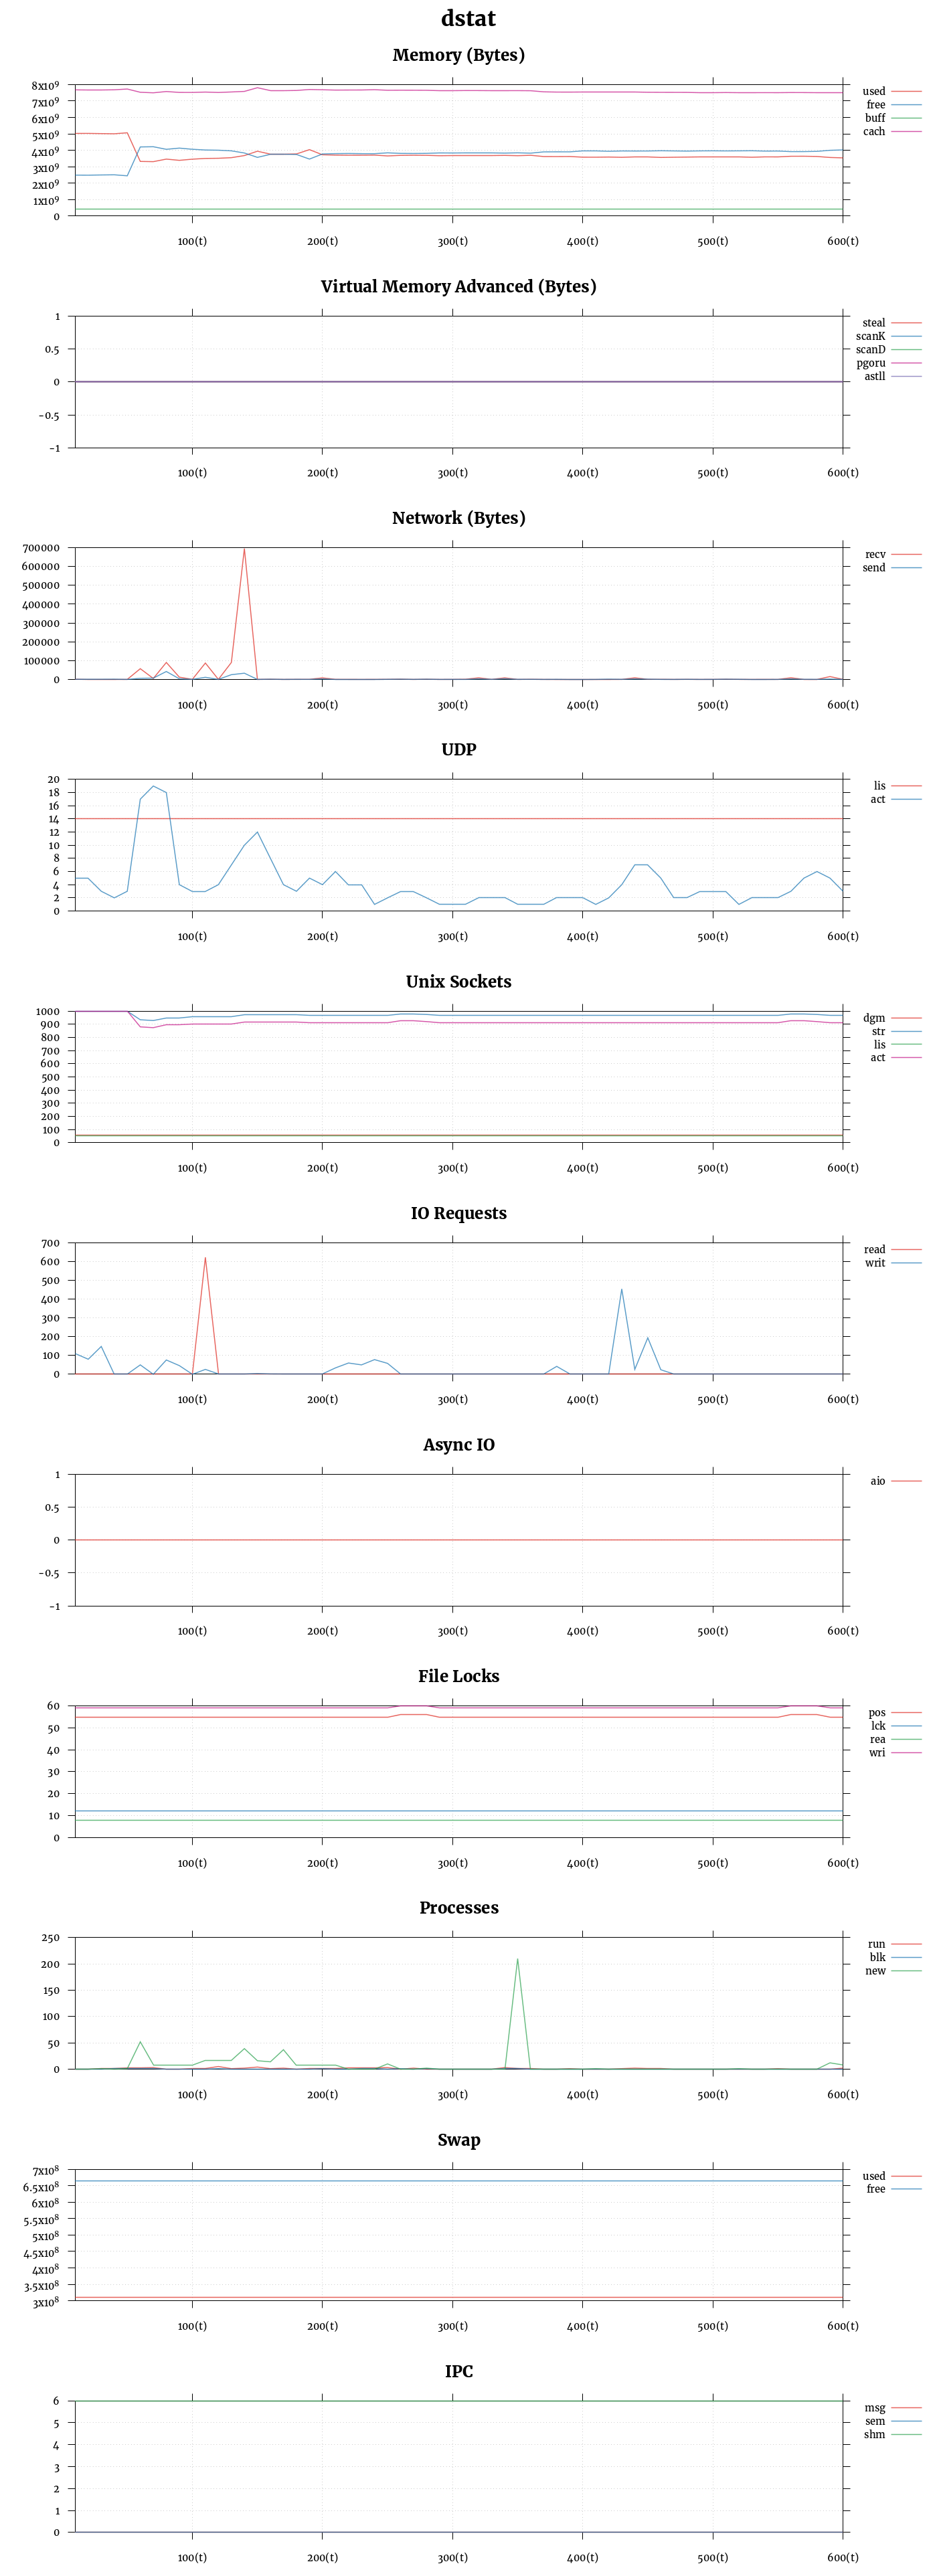 dstat
Memory (Bytes)
8x10⁹
7x10⁹
6x10⁹
5x10⁹
4x10⁹
3x10⁹
2x10⁹
1x10⁹
0
100(t) 200(t) 300(t) 400(t) 500(t) 600(t)
used
free
buff
cach
Virtual Memory Advanced (Bytes)
1
0.5
0
-0.5
-1
100(t) 200(t) 300(t) 400(t) 500(t) 600(t)
steal
scanK
scanD
pgoru
astll
Network (Bytes)
700000
600000
500000
400000
300000
200000
100000
0
100(t) 200(t) 300(t) 400(t) 500(t) 600(t)
recv
send
UDP
20
18
16
14
12
10
8
6
4
2
0
100(t) 200(t) 300(t) 400(t) 500(t) 600(t)
lis
act
Unix Sockets
1000
900
800
700
600
500
400
300
200
100
0
100(t) 200(t) 300(t) 400(t) 500(t) 600(t)
dgm
str
lis
act
IO Requests
700
600
500
400
300
200
100
0
100(t) 200(t) 300(t) 400(t) 500(t) 600(t)
read
writ
Async IO
1
0.5
0
-0.5
-1
100(t) 200(t) 300(t) 400(t) 500(t) 600(t)
aio
File Locks
60
50
40
30
20
10
0
100(t) 200(t) 300(t) 400(t) 500(t) 600(t)
pos
lck
rea
wri
Processes
250
200
150
100
50
0
100(t) 200(t) 300(t) 400(t) 500(t) 600(t)
run
blk
new
Swap
7x10⁸
6.5x10⁸
6x10⁸
5.5x10⁸
5x10⁸
4.5x10⁸
4x10⁸
3.5x10⁸
3x10⁸
100(t) 200(t) 300(t) 400(t) 500(t) 600(t)
used
free
IPC
6
5
4
3
2
1
0
100(t) 200(t) 300(t) 400(t) 500(t) 600(t)
msg
sem
shm